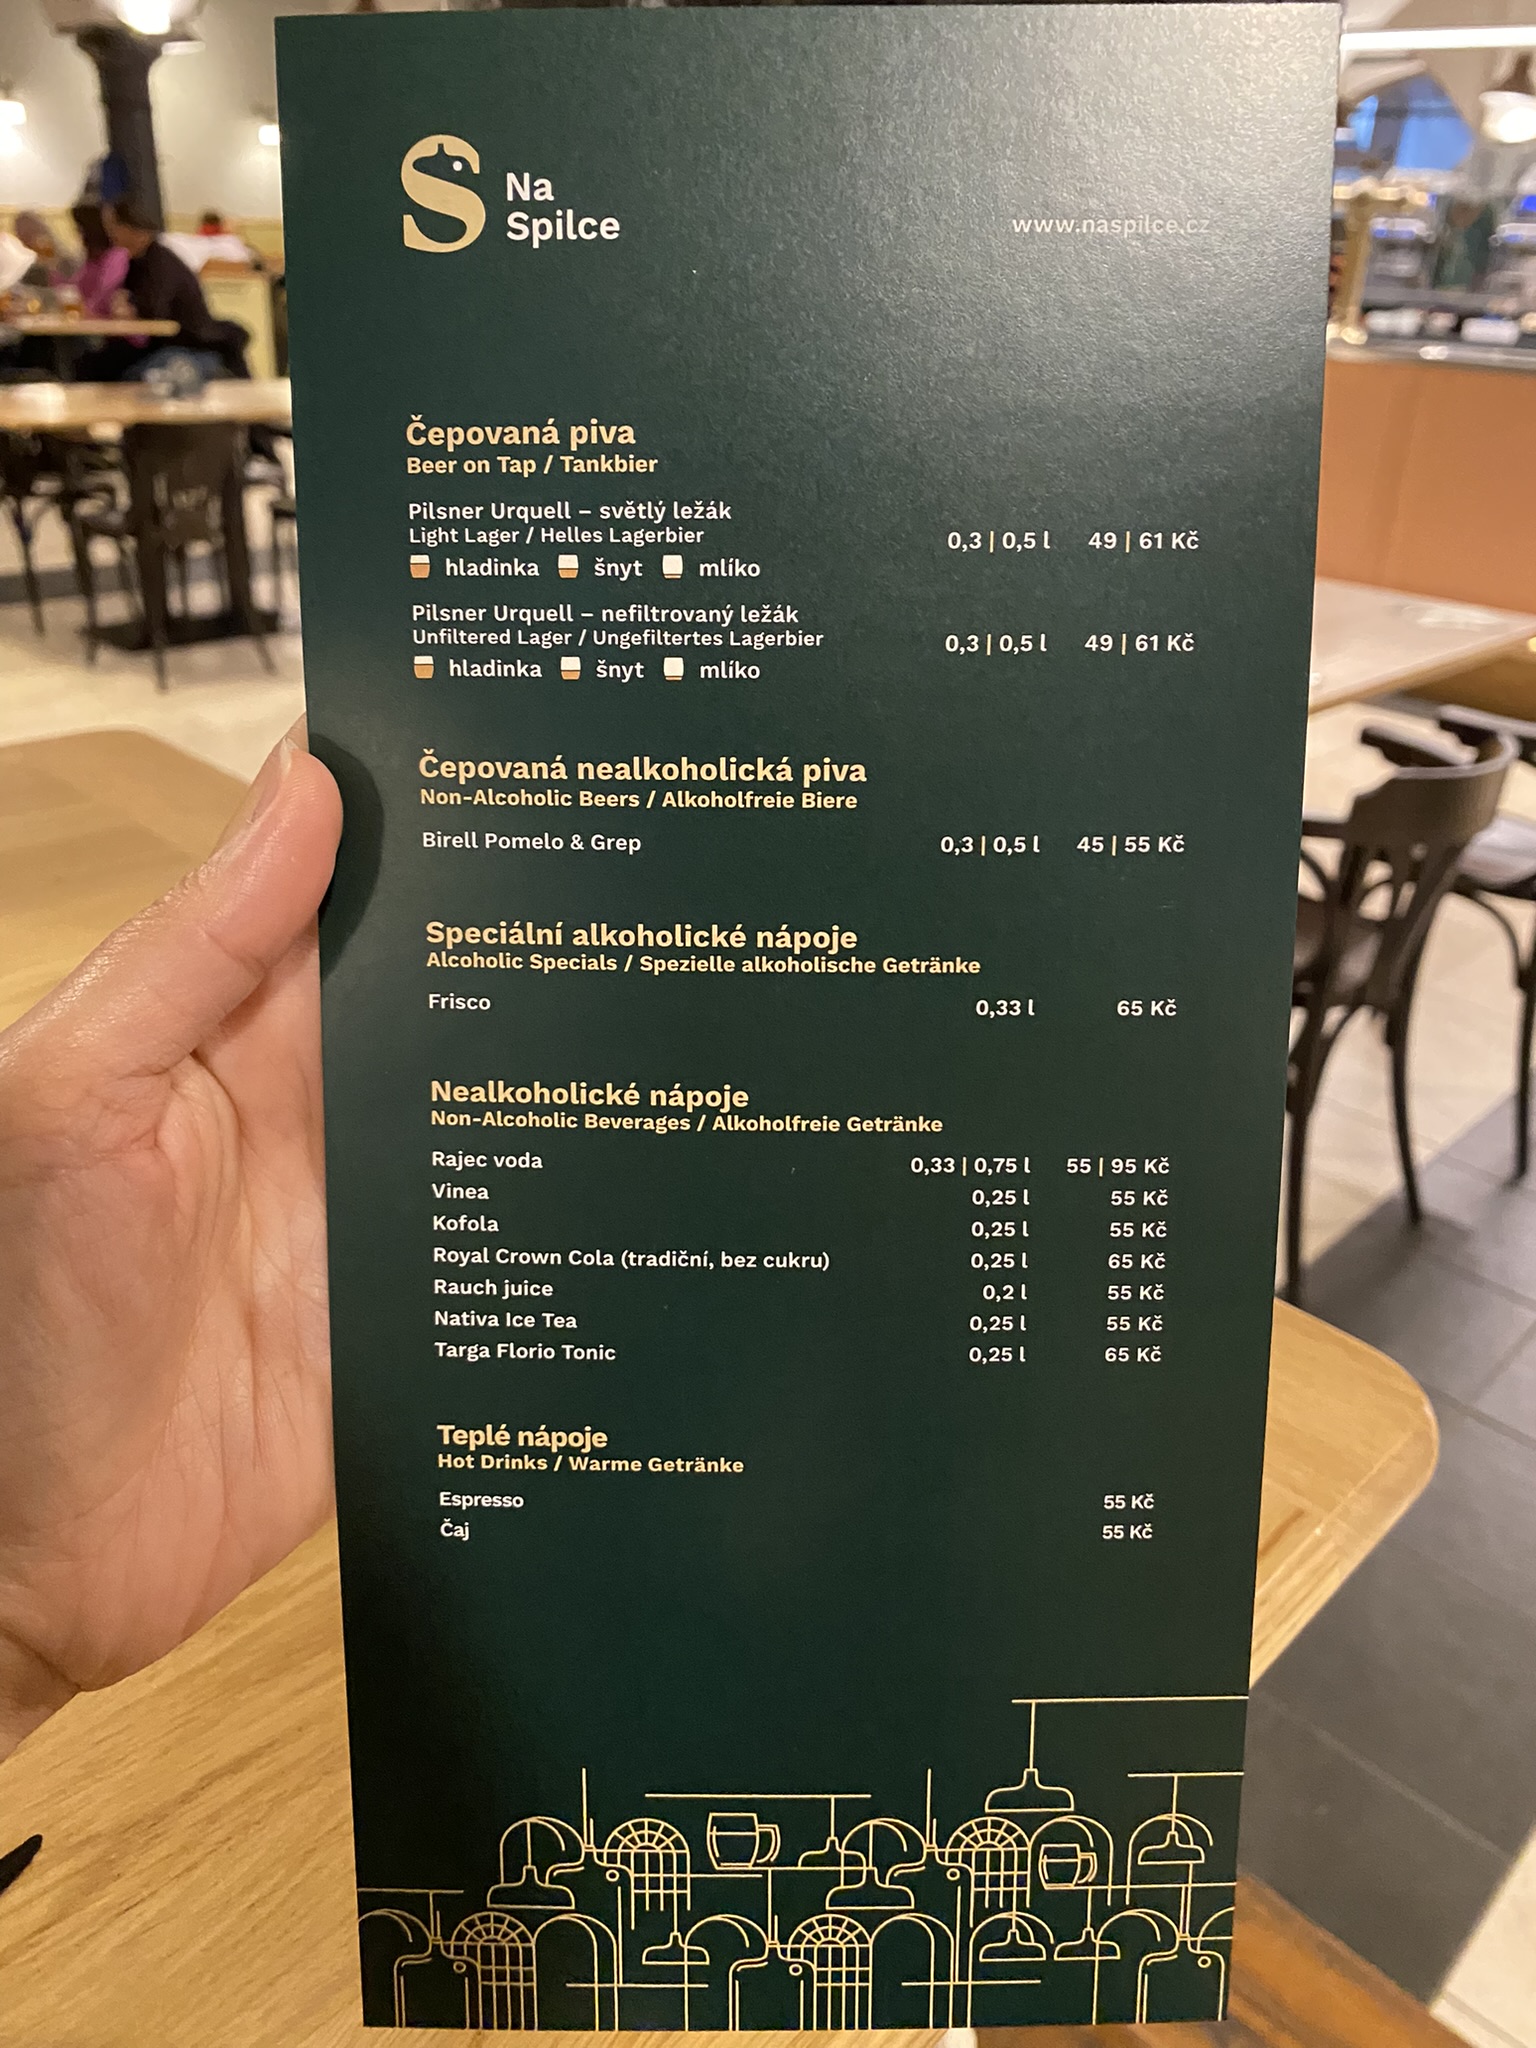 Na
Spilce
www.naspilce.cz
Čepovaná piva
Beer on Tap / Tankbier
Pilsner Urquell – světlý ležák
Light Lager / Helles Lagerbier
0,3 | 0,5 l 49 | 61 Kč
hladinka šnyt mlíko
Pilsner Urquell – nefiltrovaný ležák
Unfiltered Lager / Ungefiltertes Lagerbier
0,3 | 0,5 l 49 | 61 Kč
hladinka šnyt mlíko
Čepovaná nealkoholická piva
Non-Alcoholic Beers / Alkoholfreie Biere
Birell Pomelo & Grep 0,3 | 0,5 l 45 | 55 Kč
Speciální alkoholické nápoje
Alcoholic Specials / Spezielle alkoholische Getränke
Frisco 0,33 l 65 Kč
Nealkoholické nápoje
Non-Alcoholic Beverages / Alkoholfreie Getränke
Rajec voda 0,33 | 0,75 l 55 | 95 Kč
Vinea 0,25 l 55 Kč
Kofola 0,25 l 55 Kč
Royal Crown Cola (tradiční, bez cukru) 0,25 l 65 Kč
Rauch juice 0,2 l 55 Kč
Nativa Ice Tea 0,25 l 55 Kč
Targa Florio Tonic 0,25 l 65 Kč
Teplé nápoje
Hot Drinks / Warme Getränke
Espresso 55 Kč
Čaj 55 Kč